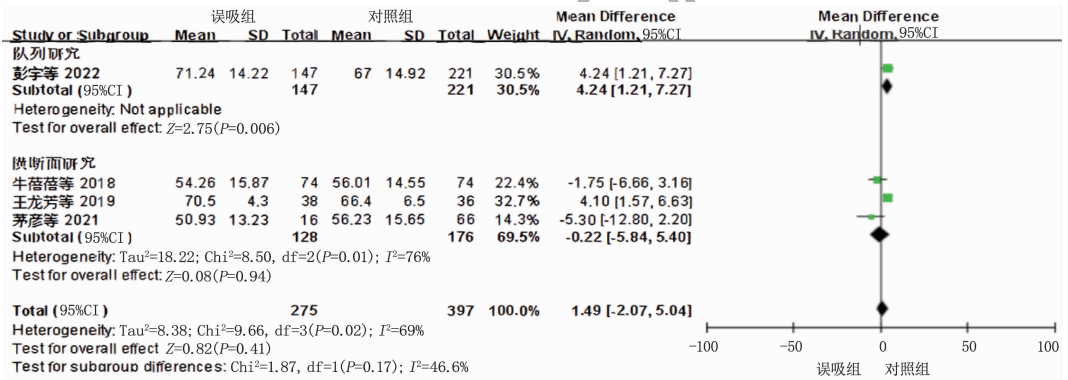 误吸组 对照组 Mean Difference Mean Difference
Study or Subgroup Mean SD Total Mean SD Total Weight IV, Random, 95%CI IV, Random, 95%CI
队列研究
彭宇等 2022 71.24 14.22 147 67 14.92 221 30.5% 4.24 [1.21, 7.27]
Subtotal (95%CI) 147 221 30.5% 4.24 [1.21, 7.27]
Heterogeneity: Not applicable
Test for overall effect: Z=2.75(P=0.006)
横断面研究
牛蓓蓓等 2018 54.26 15.87 74 56.01 14.55 74 22.4% -1.75 [-6.66, 3.16]
王龙芳等 2019 70.5 4.3 38 66.4 6.5 36 32.7% 4.10 [1.57, 6.63]
茅彦等 2021 50.93 13.23 16 56.23 15.65 66 14.3% -5.30 [-12.80, 2.20]
Subtotal (95%CI) 128 176 69.5% -0.22 [-5.84, 5.40]
Heterogeneity: Tau²=18.22; Chi²=8.50, df=2(P=0.01); I²=76%
Test for overall effect: Z=0.08(P=0.94)
Total (95%CI) 275 397 100.0% 1.49 [-2.07, 5.04]
Heterogeneity: Tau²=8.38; Chi²=9.66, df=3(P=0.02); I²=69%
Test for overall effect Z=0.82(P=0.41)
Test for subgroup differences: Chi²=1.87, df=1(P=0.17); I²=46.6%
-100 -50 0 50 100
误吸组 对照组